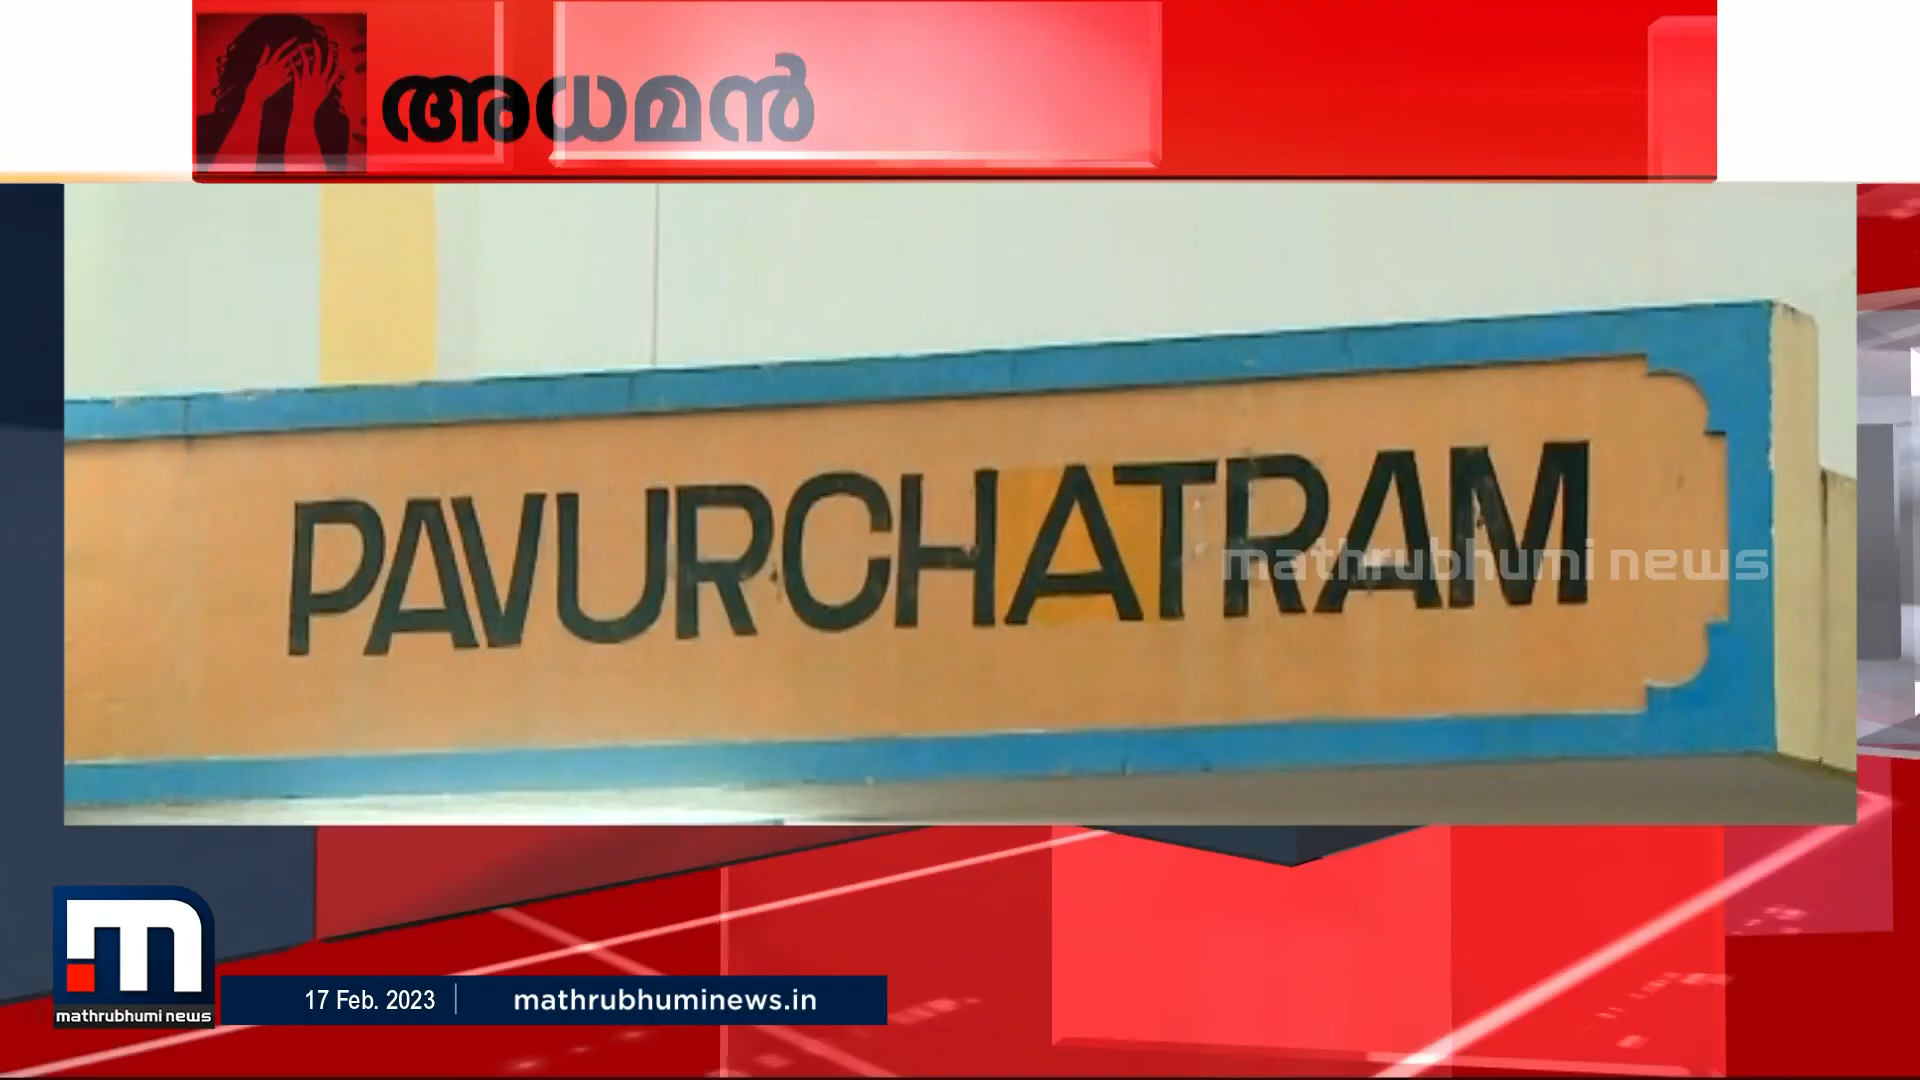 അധമൻ
PAVURCHATRAM
mathrubhumi news
17 Feb. 2023
mathrubhuminews.in
mathrubhumi news